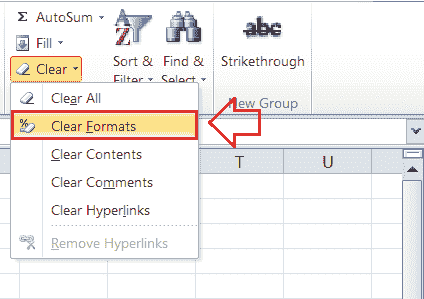 Σ AutoSum
Fill
Clear
Sort &
Filter
Find &
Select
abc
Strikethrough
New Group
Clear All
Clear Formats
Clear Contents
Clear Comments
Clear Hyperlinks
Remove Hyperlinks
T U